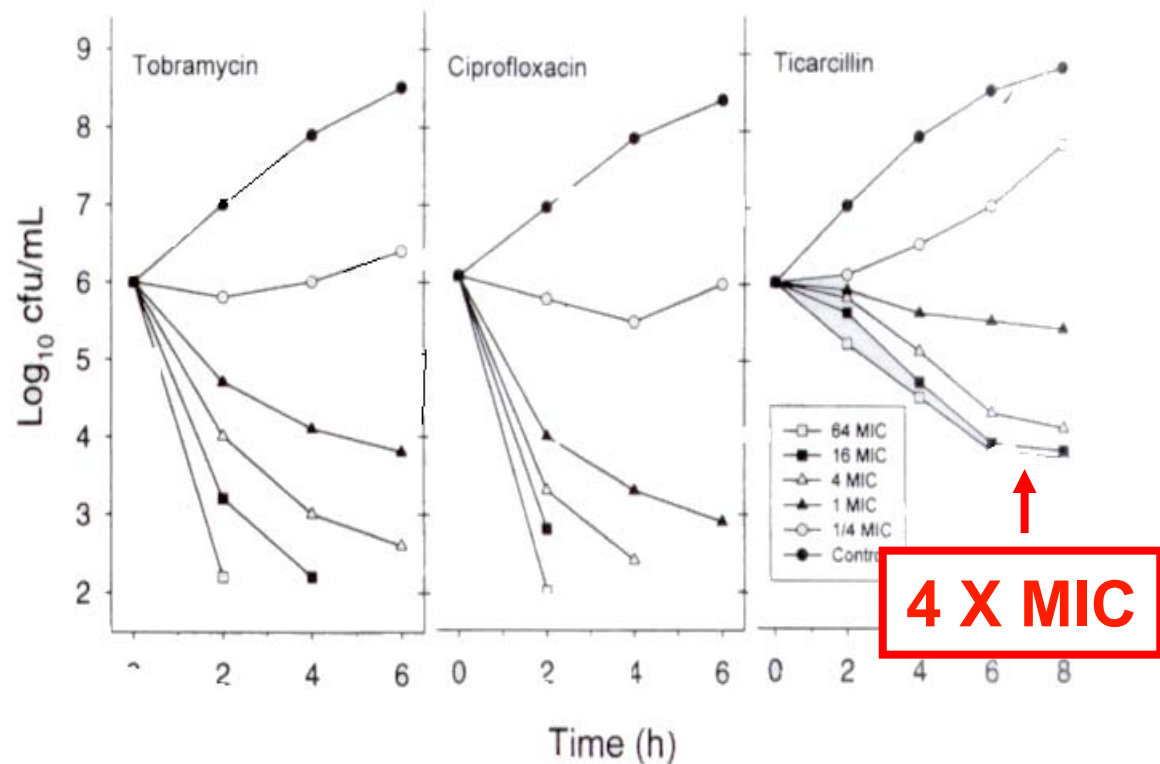 Tobramycin
Ciprofloxacin
Ticarcillin
Log10 cfu/mL
9
8
7
6
5
4
3
2
64 MIC
16 MIC
4 MIC
1 MIC
1/4 MIC
Contro
4 X MIC
2 4 6
0 2 4 6
0 2 4 6 8
Time (h)